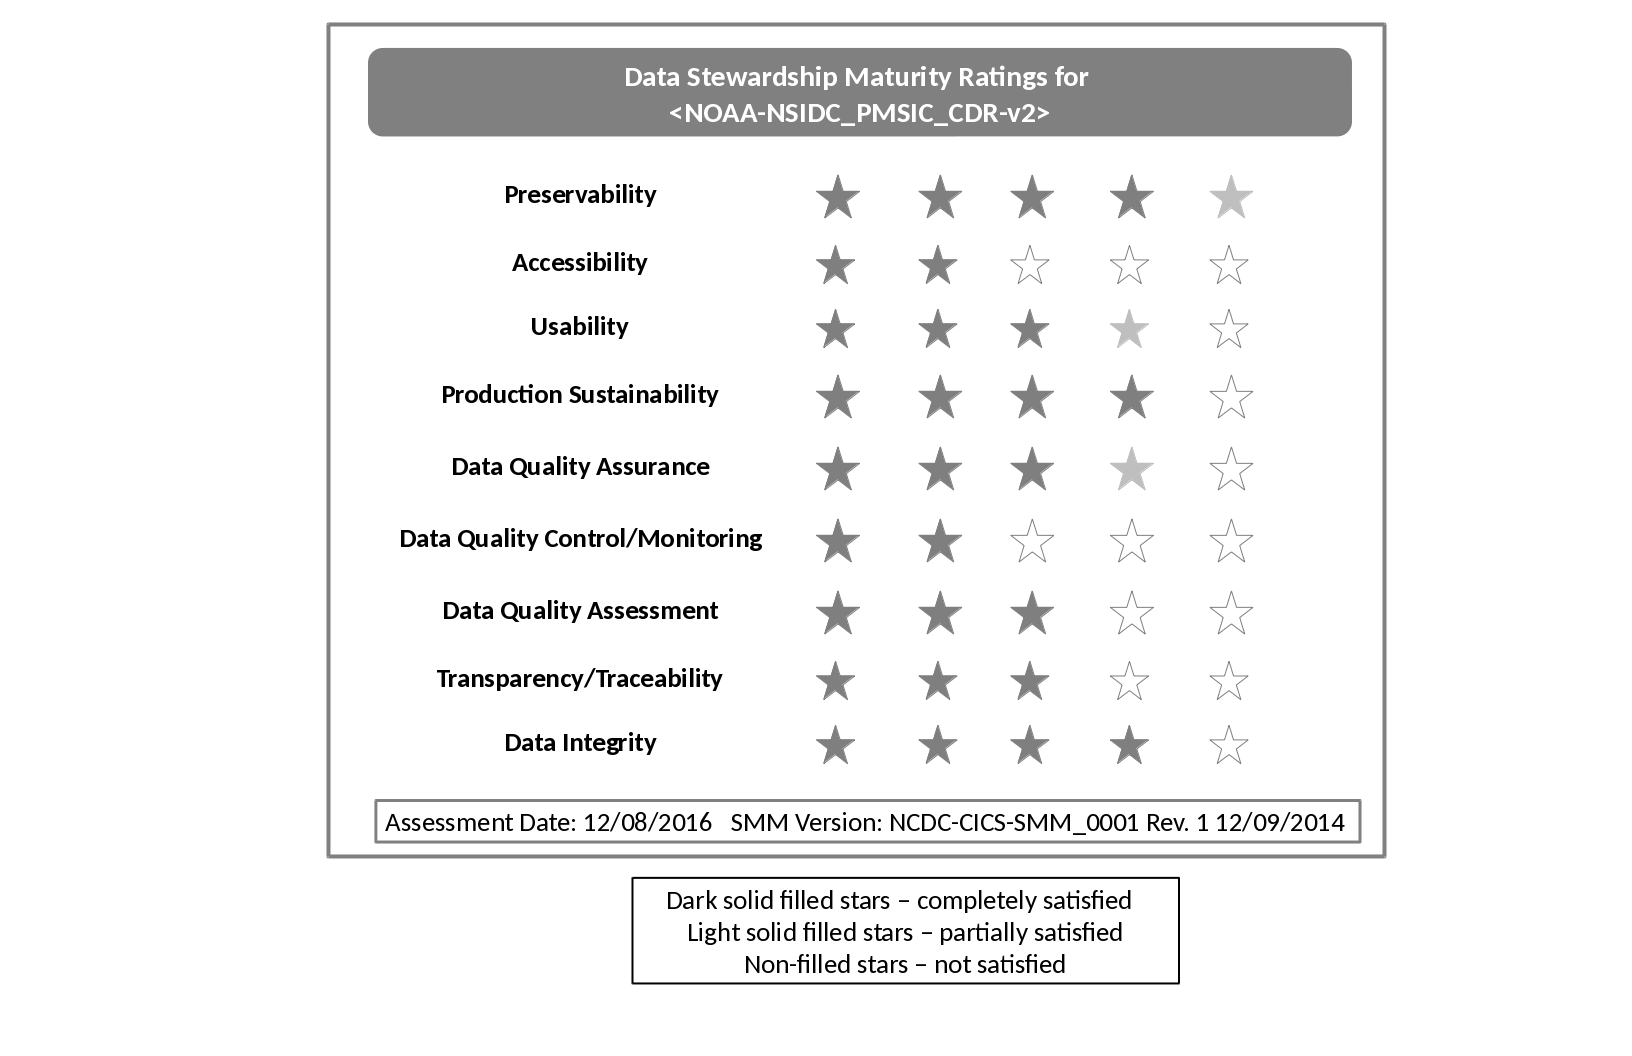 Data Stewardship Maturity Ratings for
<NOAA-NSIDC_PMSIC_CDR-v2>
Preservability
Accessibility
Usability
Production Sustainability
Data Quality Assurance
Data Quality Control/Monitoring
Data Quality Assessment
Transparency/Traceability
Data Integrity
Assessment Date: 12/08/2016 SMM Version: NCDC-CICS-SMM_0001 Rev. 1 12/09/2014
Dark solid filled stars – completely satisfied
Light solid filled stars – partially satisfied
Non-filled stars – not satisfied